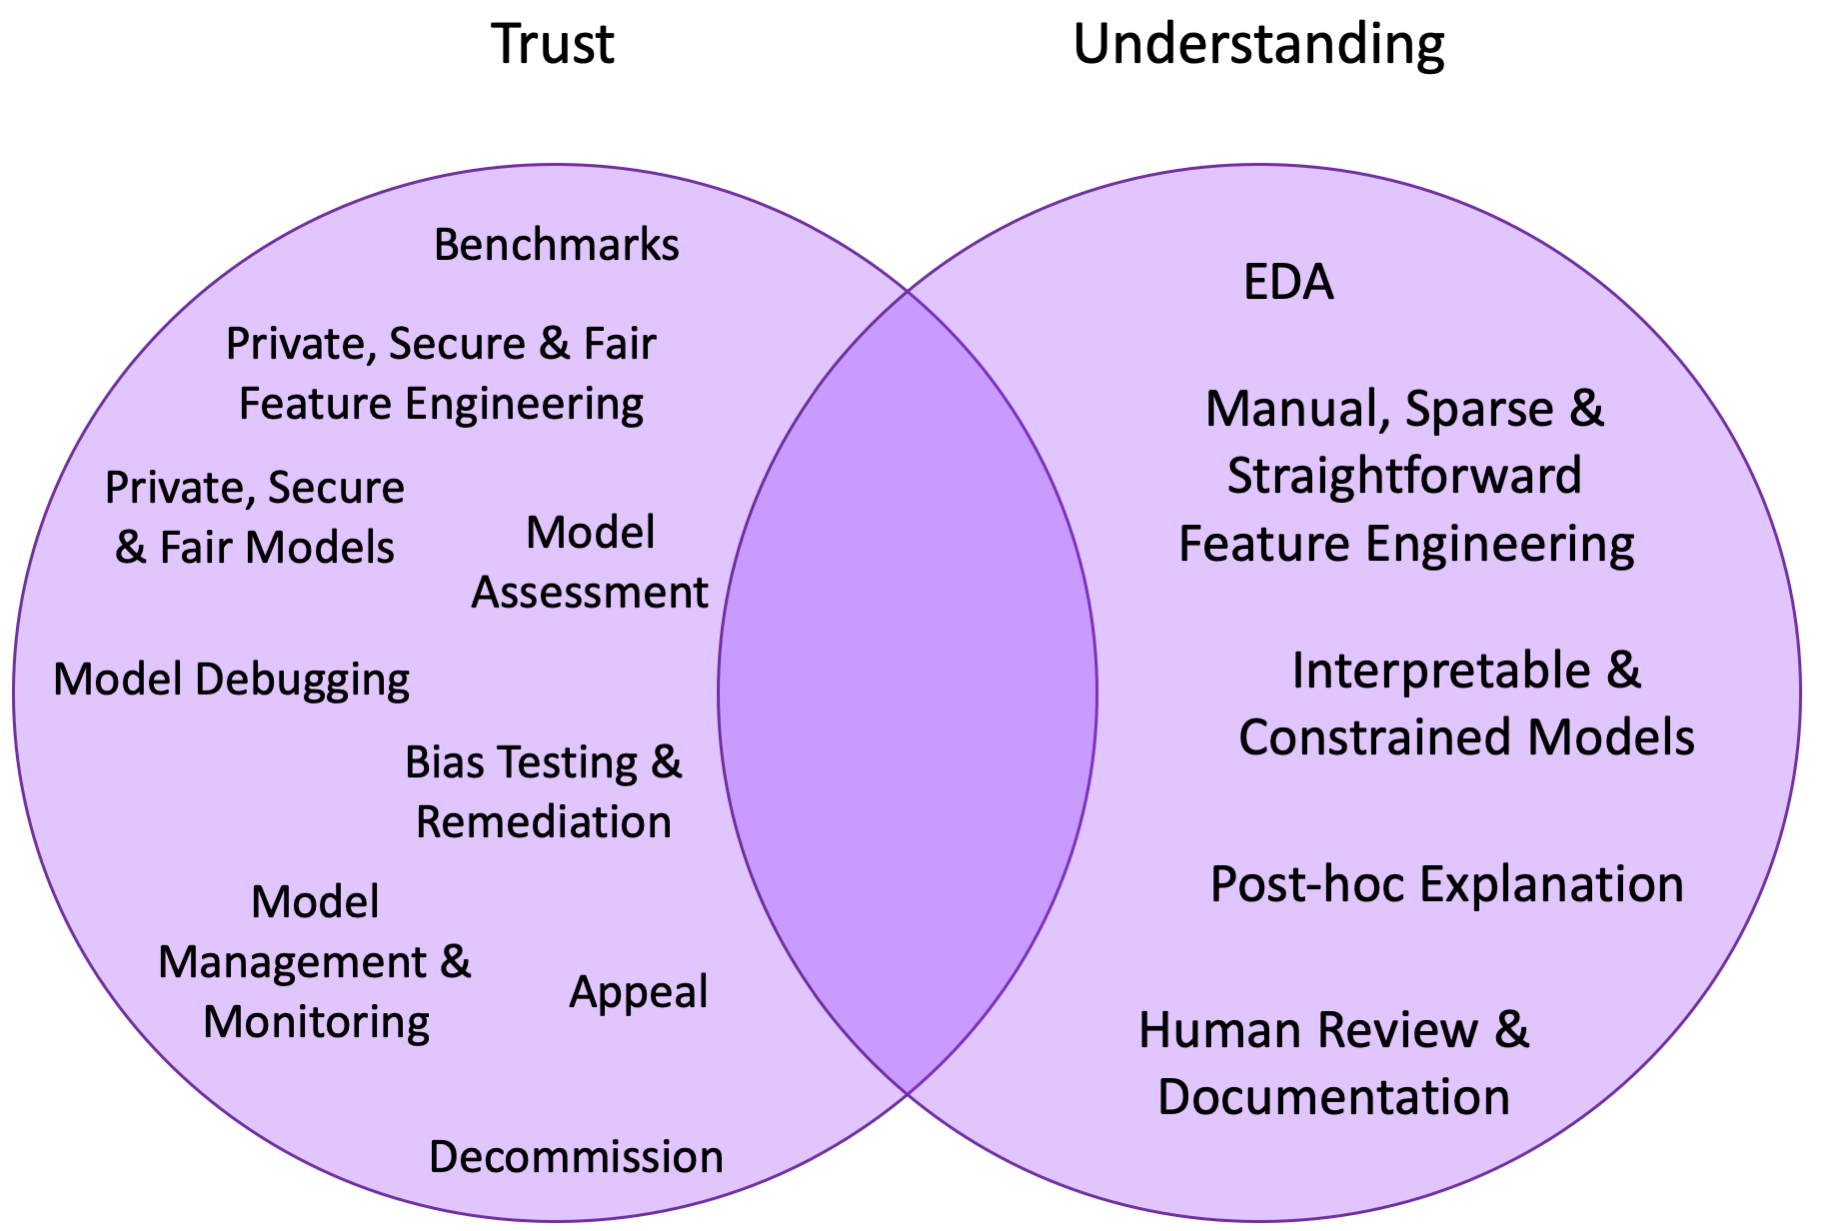 Trust
Understanding
Benchmarks
Private, Secure & Fair
Feature Engineering
Private, Secure
& Fair Models
Model
Assessment
Model Debugging
Bias Testing &
Remediation
Model
Management &
Monitoring
Appeal
Decommission
EDA
Manual, Sparse &
Straightforward
Feature Engineering
Interpretable &
Constrained Models
Post-hoc Explanation
Human Review &
Documentation